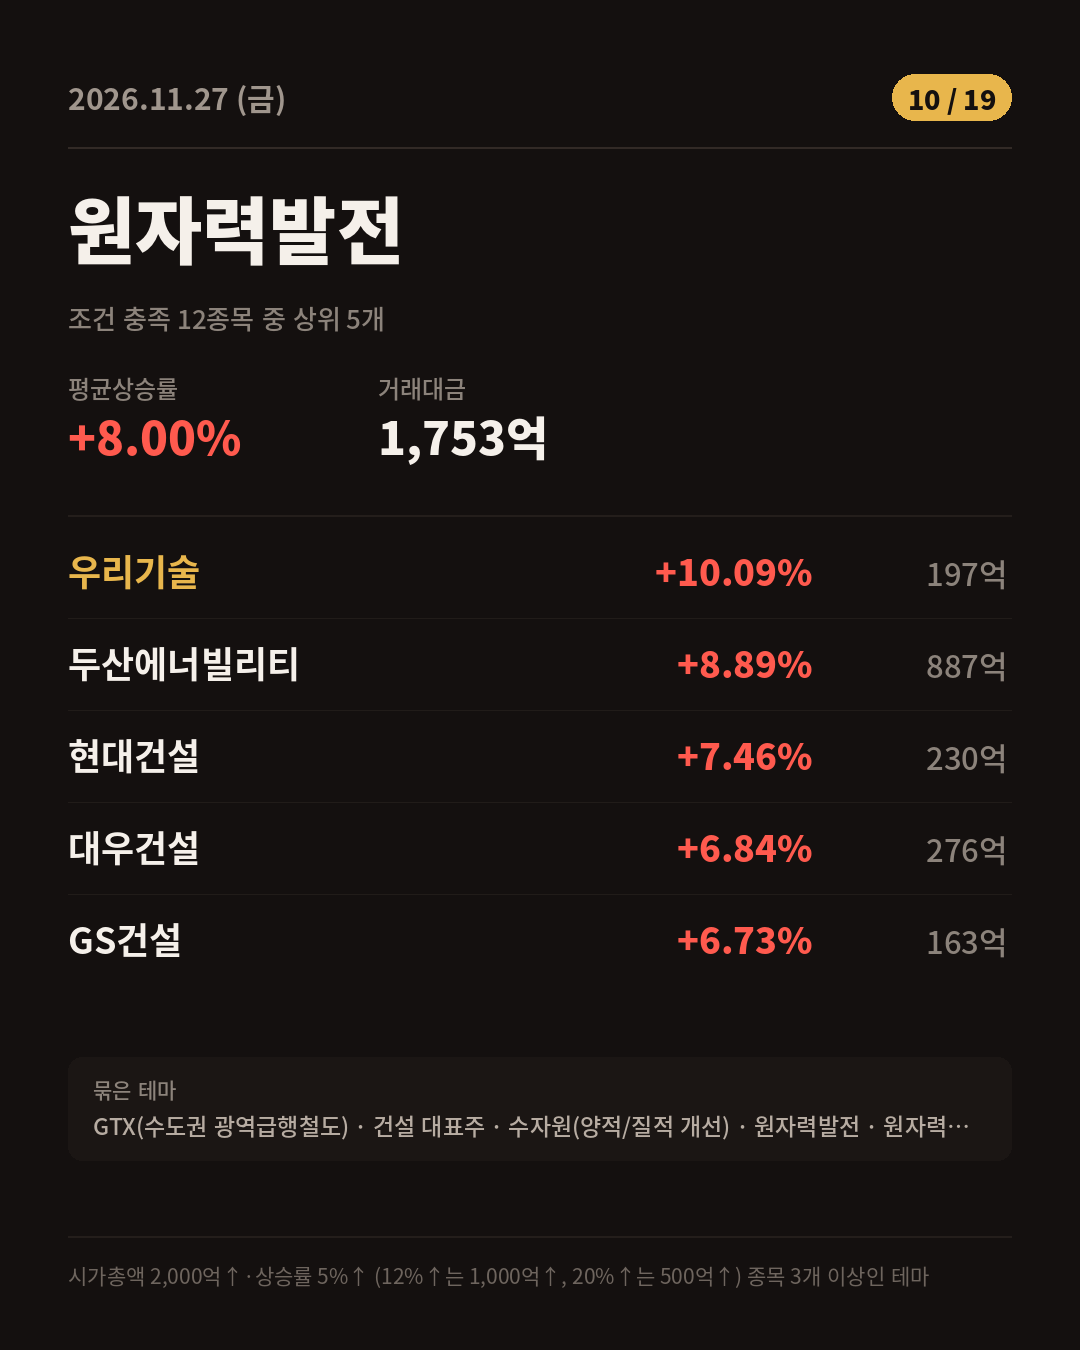 2026.11.27 (금)
10 / 19
원자력발전
조건 충족 12종목 중 상위 5개
평균상승률 거래대금
+8.00% 1,753억
우리기술 +10.09% 197억
두산에너빌리티 +8.89% 887억
현대건설 +7.46% 230억
대우건설 +6.84% 276억
GS건설 +6.73% 163억
묶은 테마
GTX(수도권 광역급행철도) · 건설 대표주 · 수자원(양적/질적 개선) · 원자력발전 · 원자력…
시가총액 2,000억↑ · 상승률 5%↑ (12%↑는 1,000억↑, 20%↑는 500억↑) 종목 3개 이상인 테마